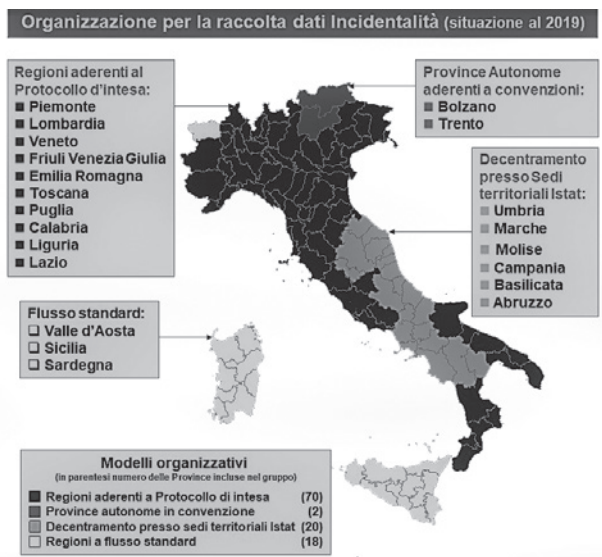 Organizzazione per la raccolta dati Incidentalità (situazione al 2019)
Regioni aderenti al
Protocollo d'intesa:
Piemonte
Lombardia
Veneto
Friuli Venezia Giulia
Emilia Romagna
Toscana
Puglia
Calabria
Liguria
Lazio
Province Autonome
aderenti a convenzioni:
Bolzano
Trento
Decentramento
presso Sedi
territoriali Istat:
Umbria
Marche
Molise
Campania
Basilicata
Abruzzo
Flusso standard:
Valle d'Aosta
Sicilia
Sardegna
Modelli organizzativi
(in parentesi numero delle Province incluse nel gruppo)
Regioni aderenti a Protocollo di intesa (70)
Province autonome in convenzione (2)
Decentramento presso sedi territoriali Istat (20)
Regioni a flusso standard (18)